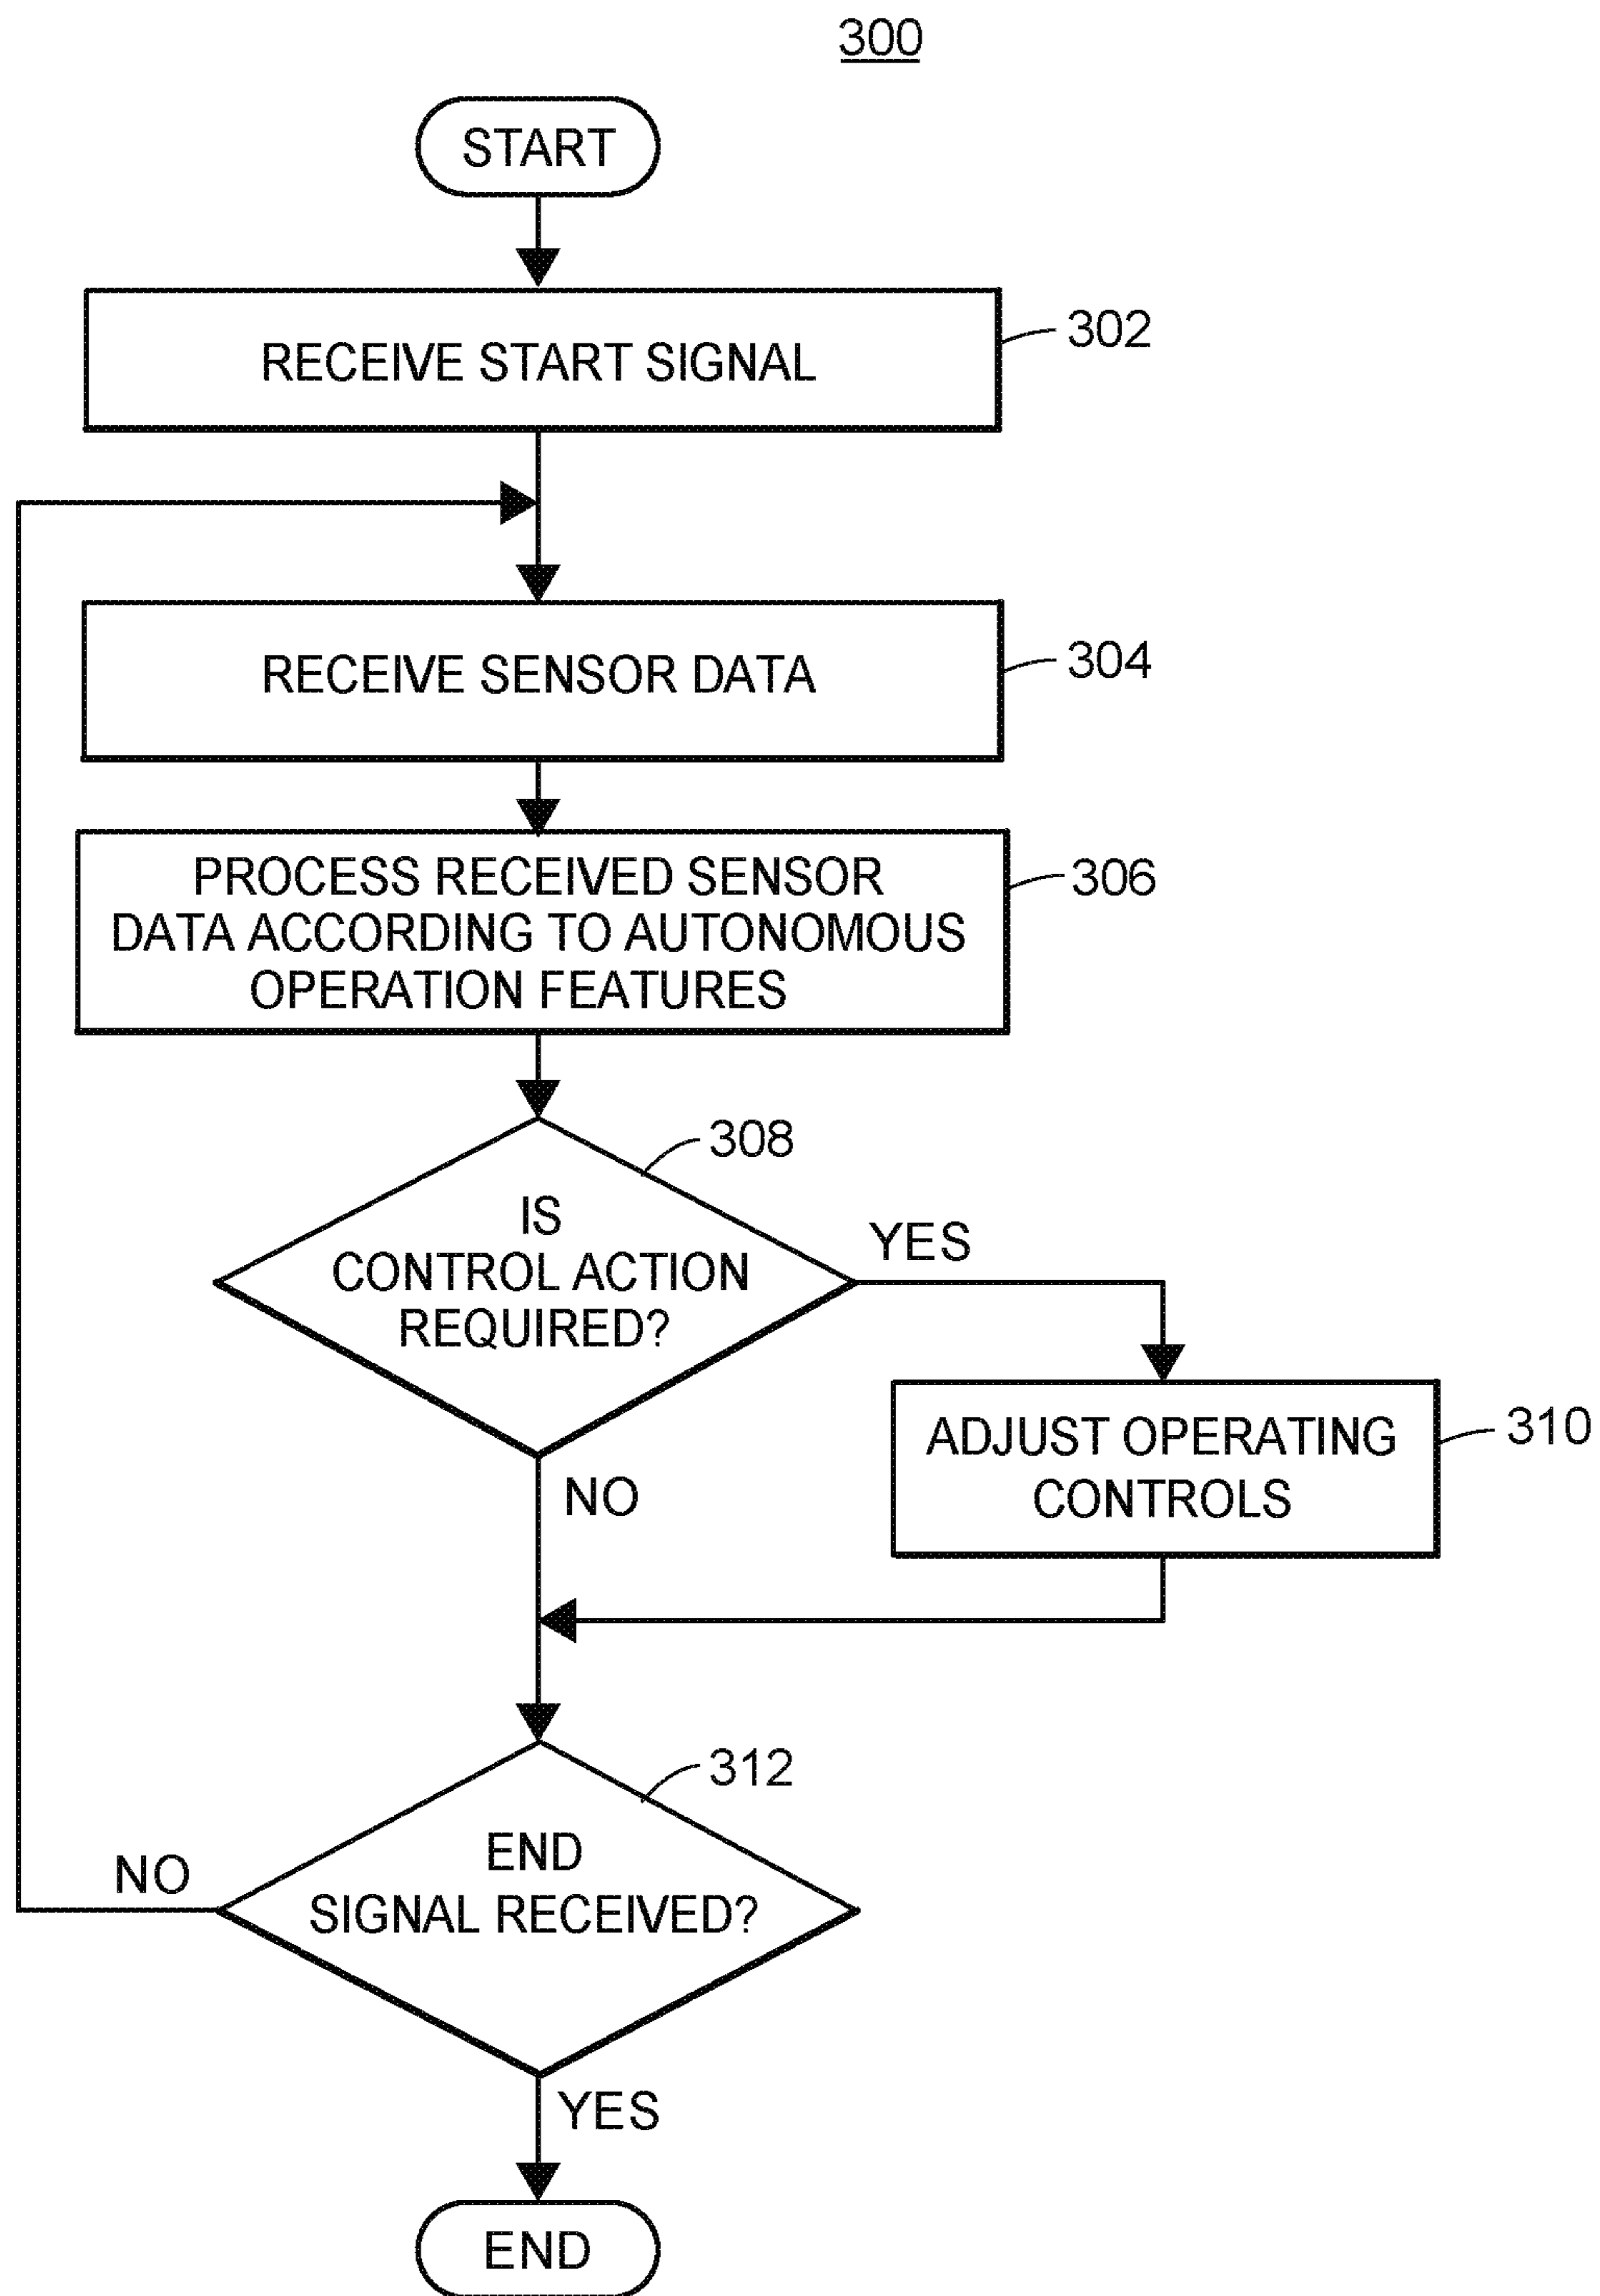 300
START
RECEIVE START SIGNAL
302
RECEIVE SENSOR DATA
304
PROCESS RECEIVED SENSOR
DATA ACCORDING TO AUTONOMOUS
OPERATION FEATURES
306
308
IS
CONTROL ACTION
REQUIRED?
YES
NO
ADJUST OPERATING
CONTROLS
310
312
END
SIGNAL RECEIVED?
NO
YES
END